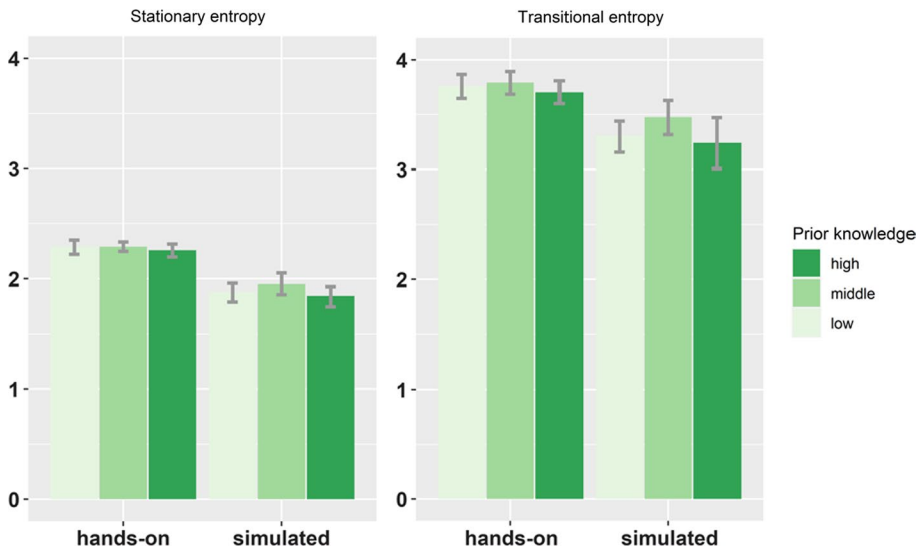 Stationary entropy
Transitional entropy
4
3
2
1
0
hands-on
simulated
4
3
2
1
0
hands-on
simulated
Prior knowledge
high
middle
low